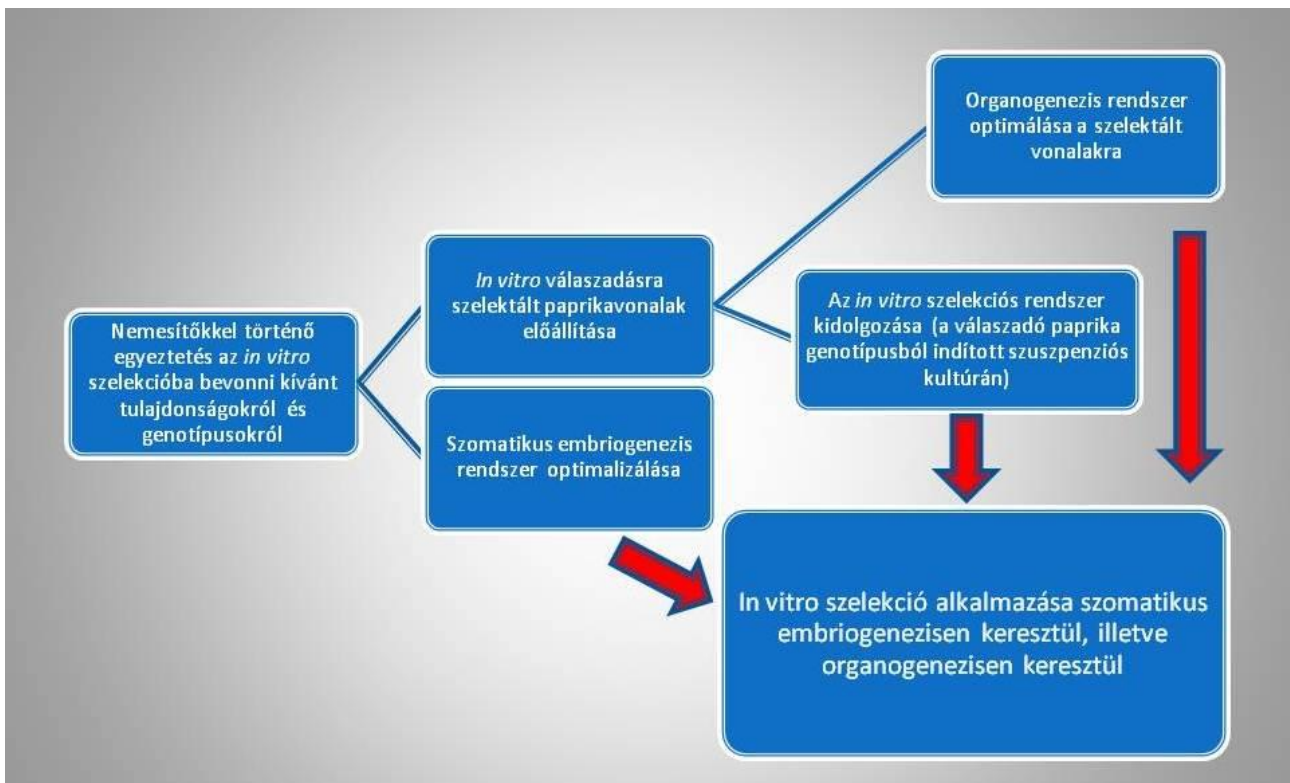 Nemesítőkkel történő
egyeztetés az in vitro
szelekcióba bevonni kívánt
tulajdonságokról és
genotípusokról
In vitro válaszadásra
szelektált paprikavonalak
előállítása
Szomatikus embriogenezis
rendszer optimalizálása
Organogenezis rendszer
optimálása a szelektált
vonalakra
Az in vitro szelekciós rendszer
kidolgozása (a válaszadó paprika
genotípusból indított szuszpenziós
kultúrán)
In vitro szelekció alkalmazása szomatikus
embriogenezisen keresztül, illetve
organogenezisen keresztül